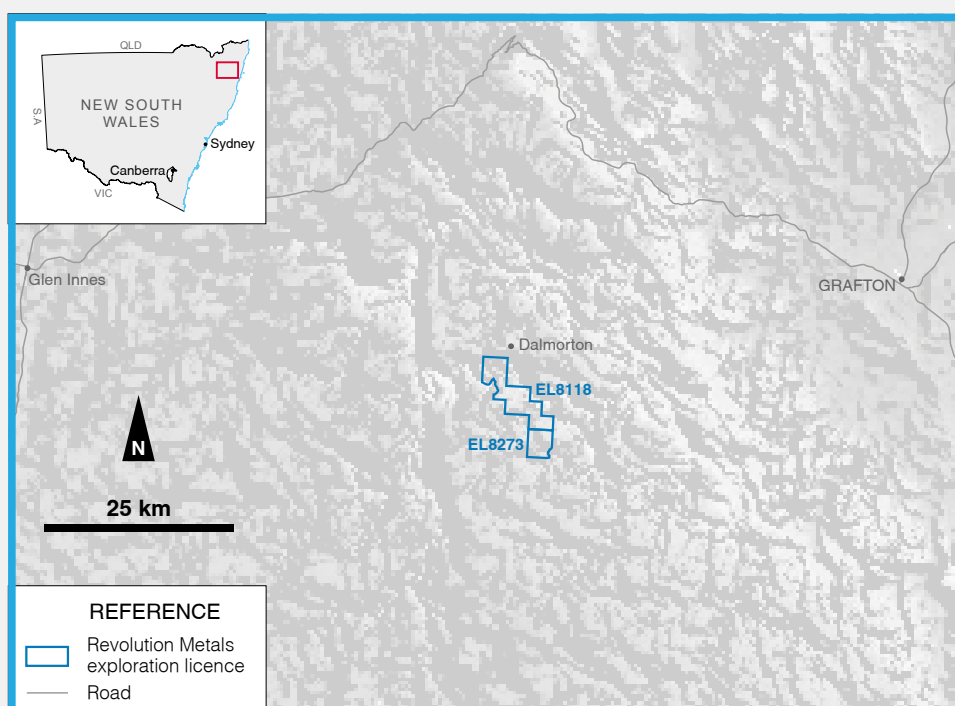 QLD
NEW SOUTH
WALES
S.A
Sydney
Canberra
VIC
Glen Innes
GRAFTON
Dalmorton
EL8118
EL8273
N
25 km
REFERENCE
Revolution Metals
exploration licence
Road